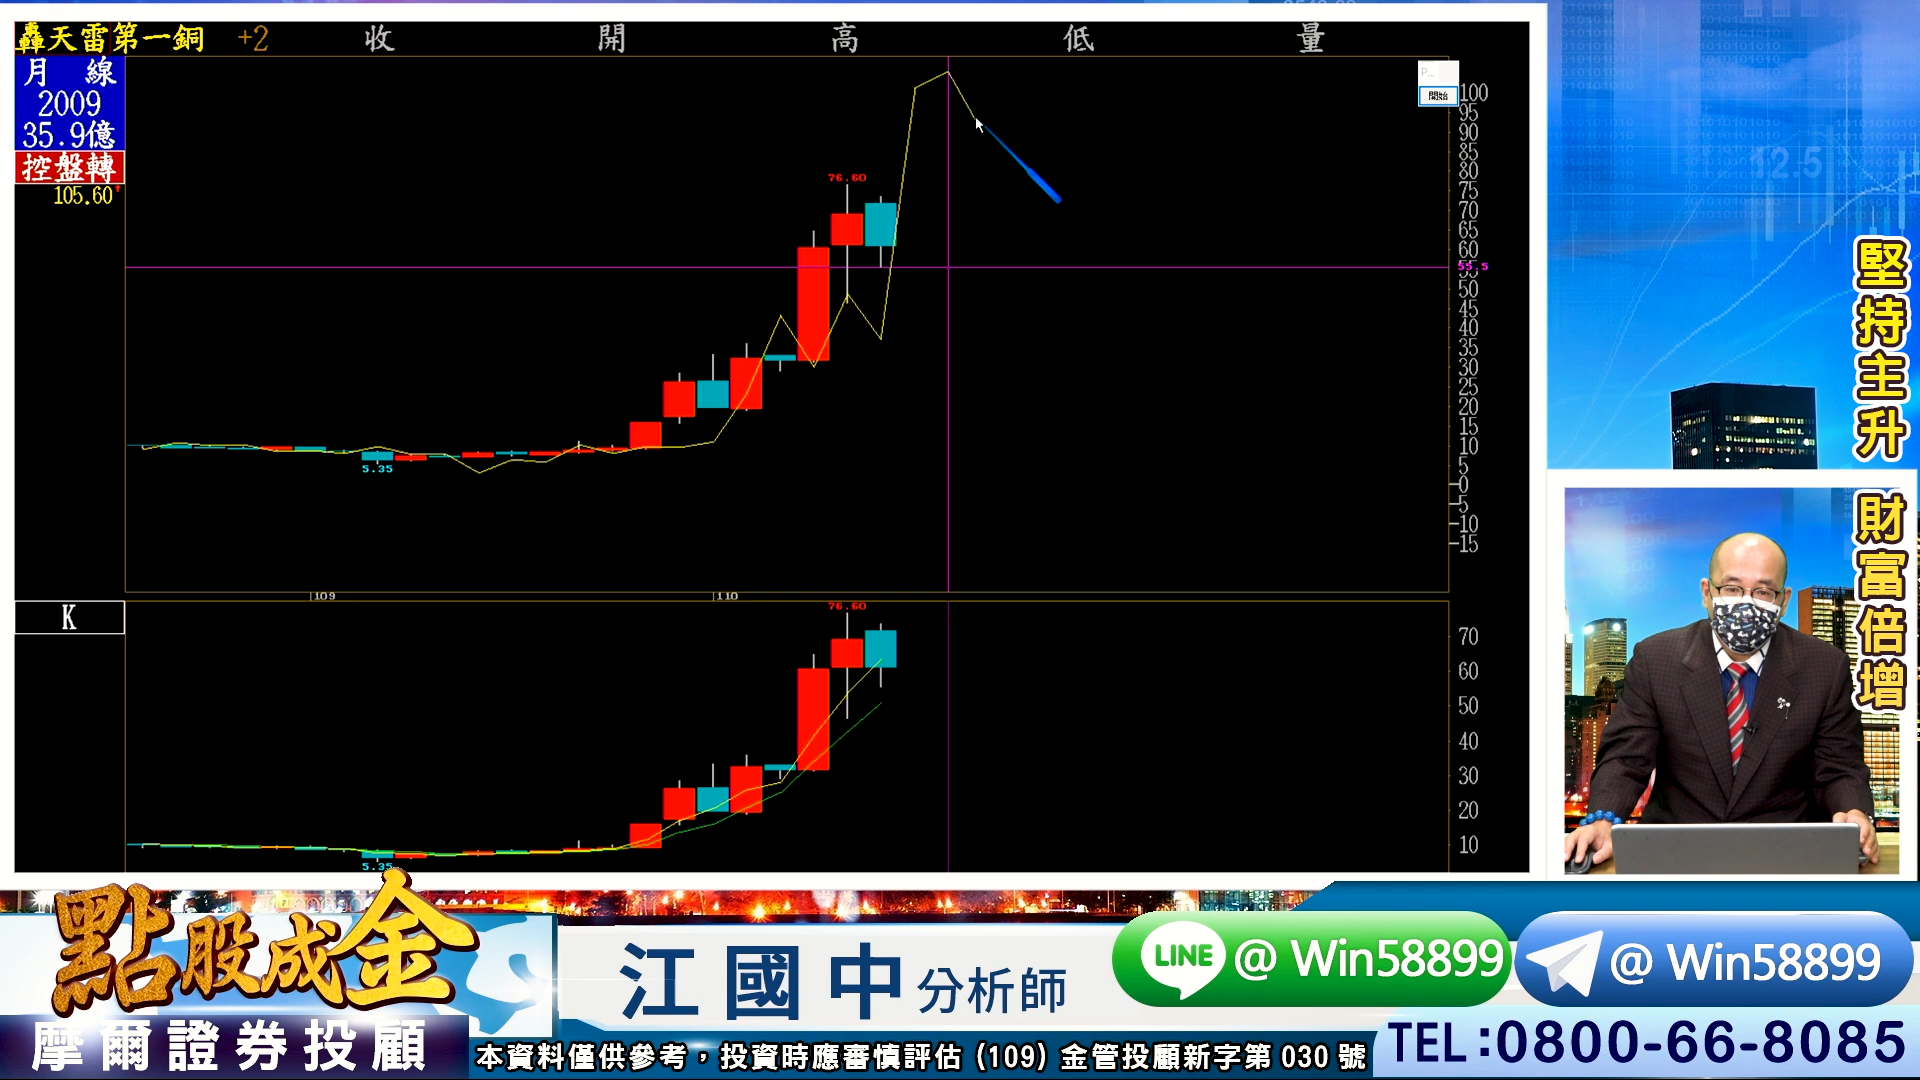 轟天雷第一銅 +2 收 開 高 低 量
月 線
2009
35.9億
控盤轉
105.60↑
P...
開始
100
95
90
85
80
75
70
65
60
55.5
50
45
40
35
30
25
20
15
10
5
0
-5
-10
-15
76.60
5.35
109
110
K
76.60
70
60
50
40
30
20
10
5.35
堅持主升
財富倍增
點股成金
摩爾證券投顧
江國中 分析師
LINE @ Win58899
@ Win58899
TEL:0800-66-8085
本資料僅供參考,投資時應審慎評估 (109) 金管投顧新字第 030 號